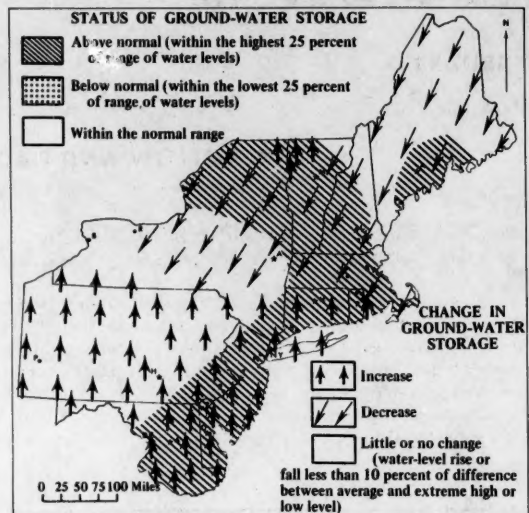 STATUS OF GROUND-WATER STORAGE
Above normal (within the highest 25 percent
of range of water levels)
Below normal (within the lowest 25 percent
of range of water levels)
Within the normal range
N
CHANGE IN
GROUND-WATER
STORAGE
Increase
Decrease
Little or no change
(water-level rise or
fall less than 10 percent of difference
between average and extreme high or
low level)
0 25 50 75 100 Miles